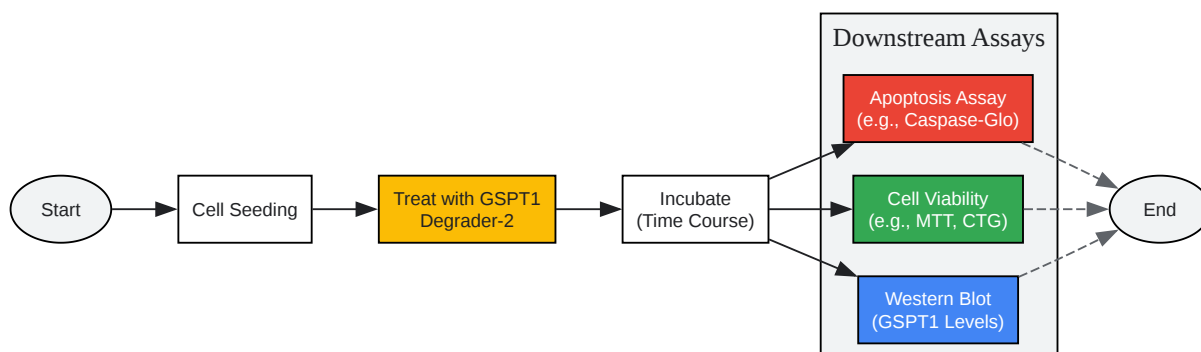 Start
Cell Seeding
Treat with GSPT1
Degrader-2
Incubate
(Time Course)
Downstream Assays
Apoptosis Assay
(e.g., Caspase-Glo)
Cell Viability
(e.g., MTT, CTG)
Western Blot
(GSPT1 Levels)
End